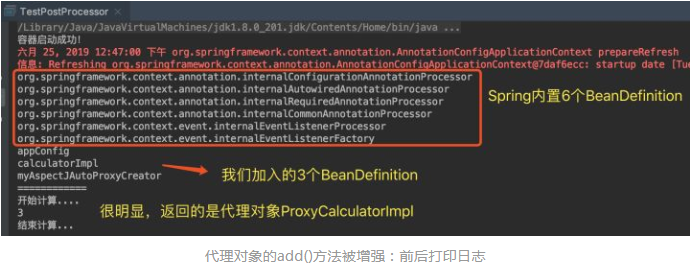 TestPostProcessor ×
/Library/Java/JavaVirtualMachines/jdk1.8.0_201.jdk/Contents/Home/bin/java ...
容器启动成功!
六月 25, 2019 12:47:00 下午 org.springframework.context.annotation.AnnotationConfigApplicationContext prepareRefresh
信息: Refreshing org.springframework.context.annotation.AnnotationConfigApplicationContext@7daf6ecc: startup date [Tue
org.springframework.context.annotation.internalConfigurationAnnotationProcessor
org.springframework.context.annotation.internalAutowiredAnnotationProcessor
org.springframework.context.annotation.internalRequiredAnnotationProcessor
org.springframework.context.annotation.internalCommonAnnotationProcessor
org.springframework.context.event.internalEventListenerProcessor
org.springframework.context.event.internalEventListenerFactory
Spring内置6个BeanDefinition
appConfig
calculatorImpl
myAspectJAutoProxyCreator
我们加入的3个BeanDefinition
============
开始计算....
3
结束计算...
很明显，返回的是代理对象ProxyCalculatorImpl
代理对象的add()方法被增强：前后打印日志